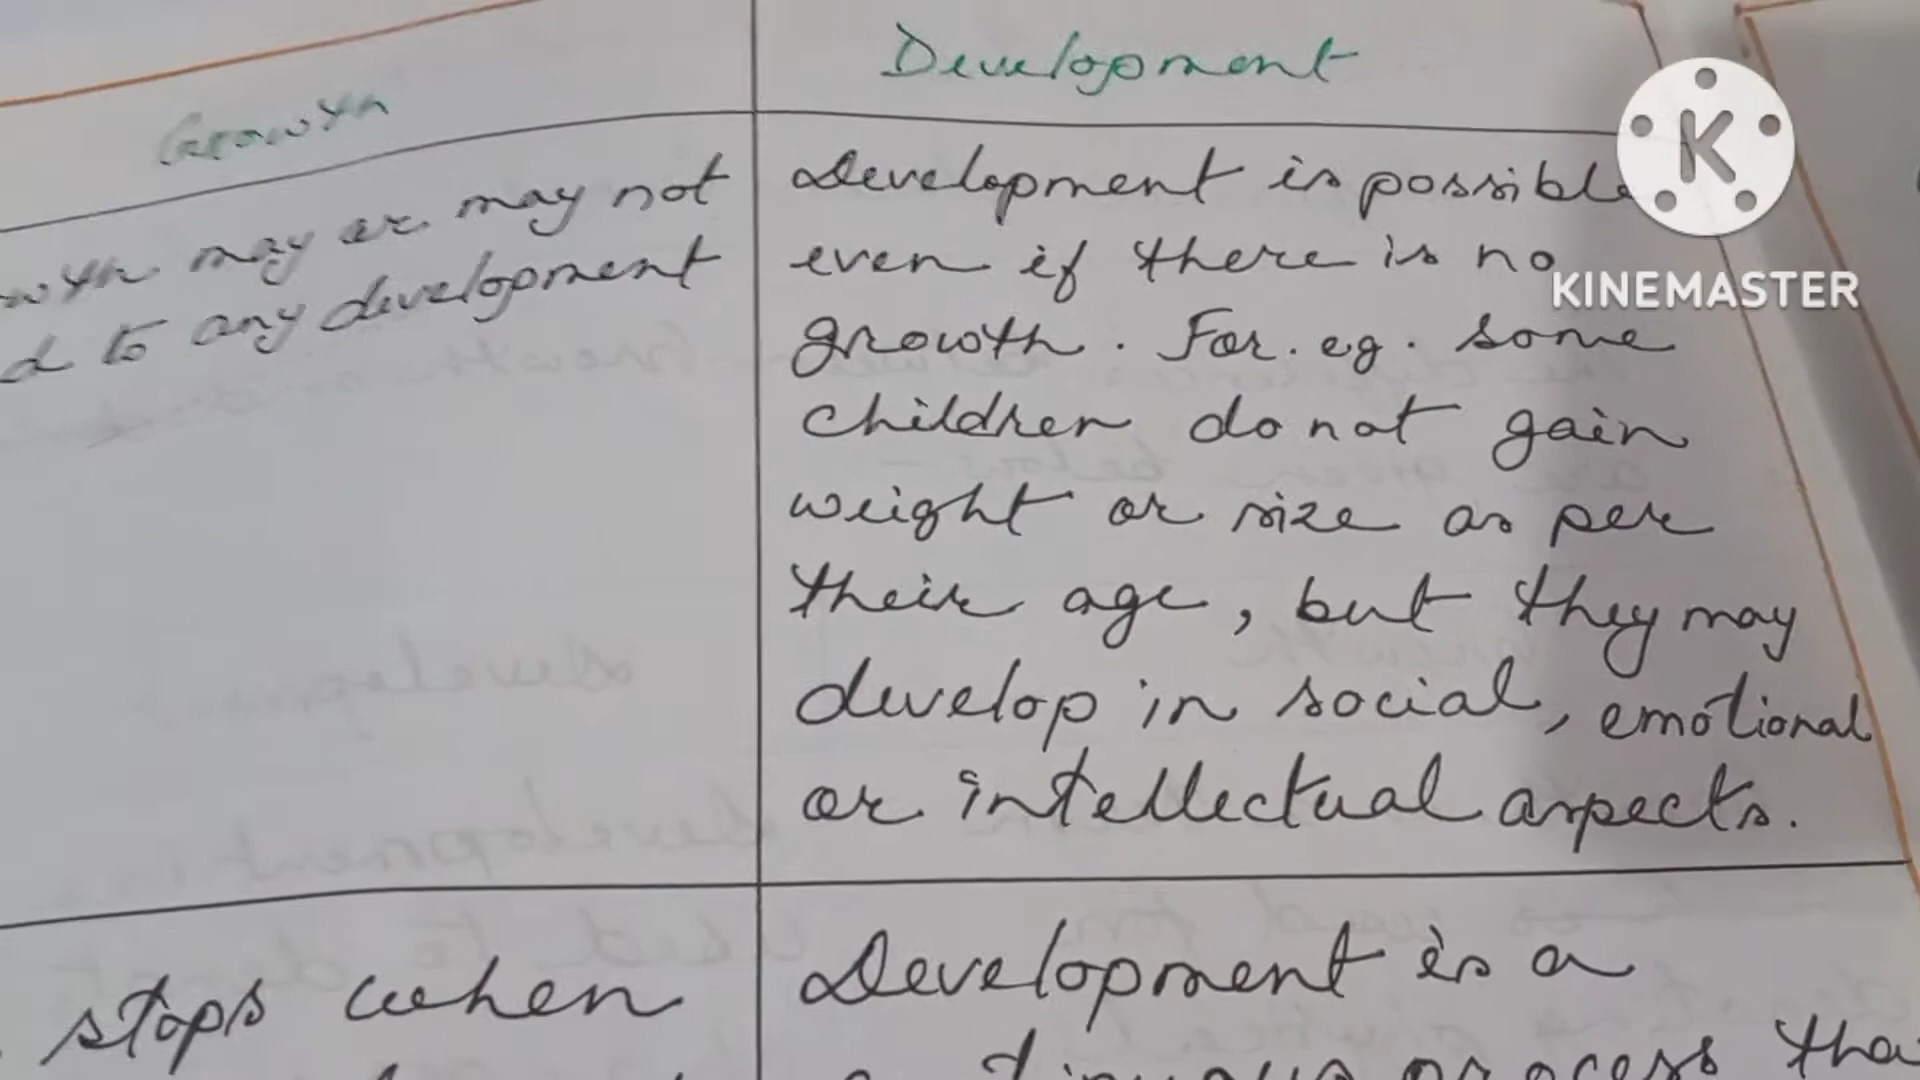 Growth
Development
may or may not
to any development
Development is possible
even if there is no
growth. For. eg. some
children do not gain
weight or size as per
their age, but they may
develop in social, emotional
or intellectual aspects.
stops when
Development is a
process
K
KINEMASTER